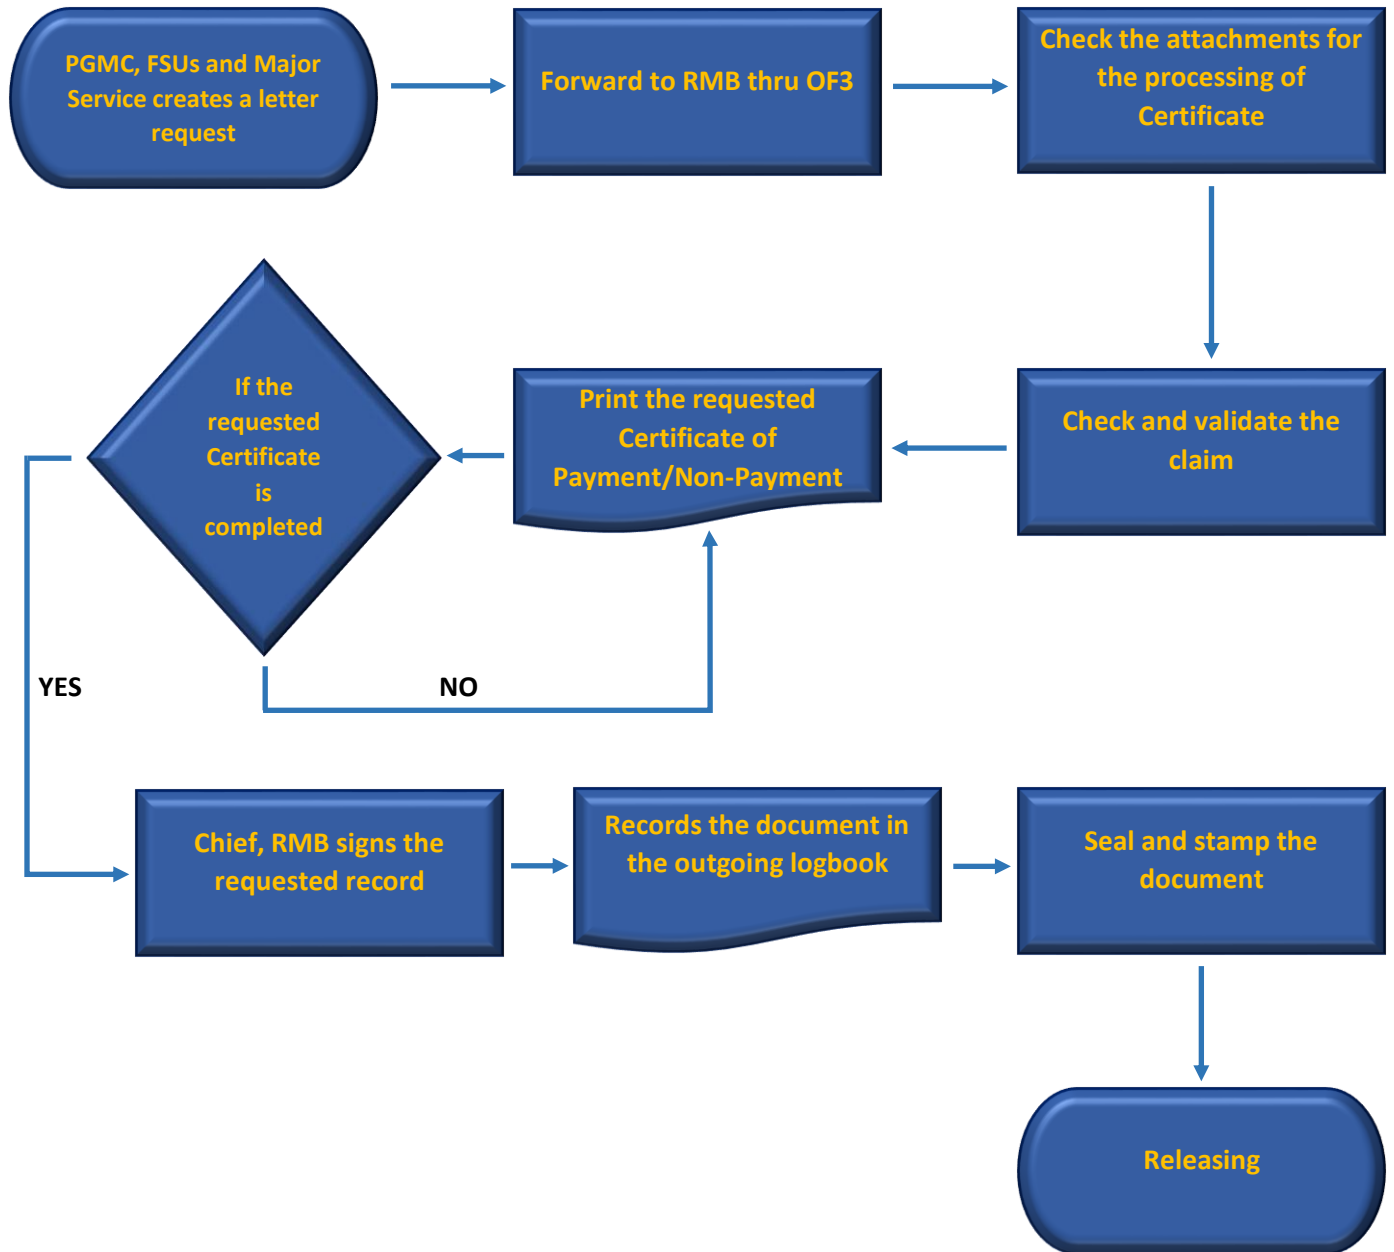 PGMC, FSUs and Major
Service creates a letter
request
Forward to RMB thru OF3
Check the attachments for
the processing of
Certificate
If the
requested
Certificate
is
completed
Print the requested
Certificate of
Payment/Non-Payment
Check and validate the
claim
YES
NO
Chief, RMB signs the
requested record
Records the document in
the outgoing logbook
Seal and stamp the
document
Releasing